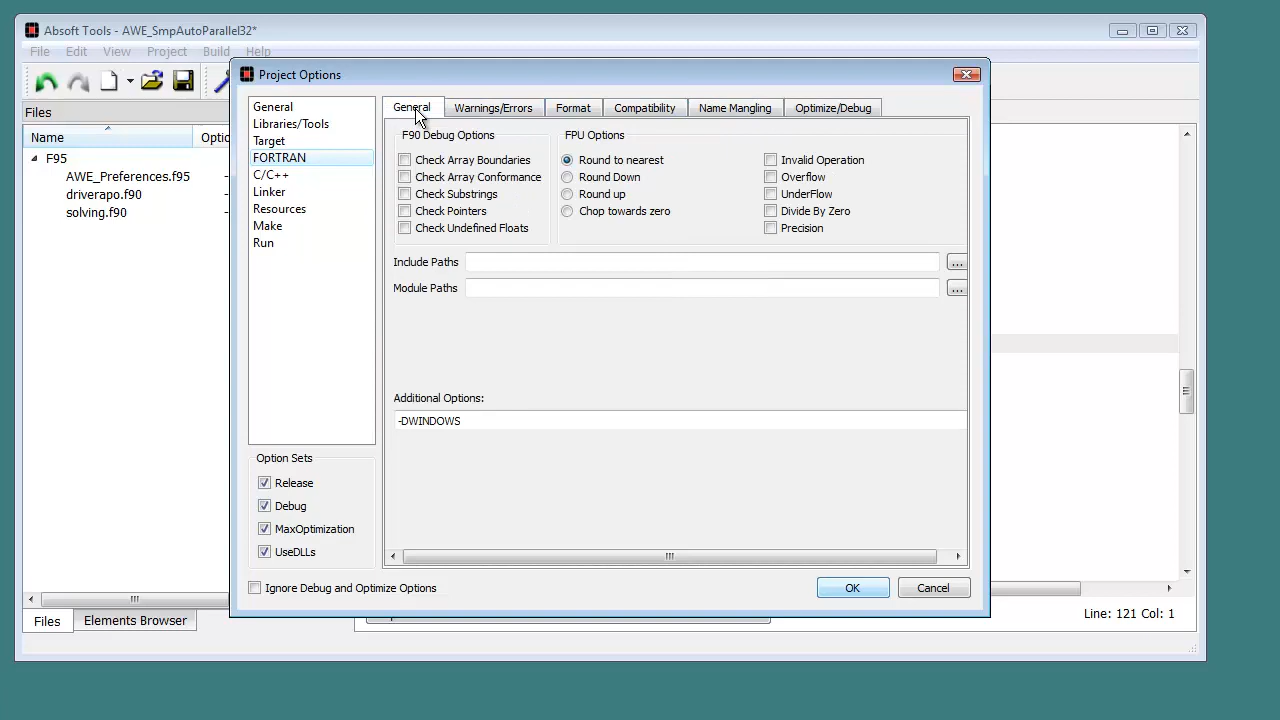 Absoft Tools - AWE_SmpAutoParallel32*
File Edit View Project Build Help
Project Options
Files
Name
Optic
F95
AWE_Preferences.f95
driverapo.f90
solving.f90
General
Libraries/Tools
Target
FORTRAN
C/C++
Linker
Resources
Make
Run
General Warnings/Errors Format Compatibility Name Mangling Optimize/Debug
F90 Debug Options
Check Array Boundaries
Check Array Conformance
Check Substrings
Check Pointers
Check Undefined Floats
FPU Options
Round to nearest
Round Down
Round up
Chop towards zero
Invalid Operation
Overflow
UnderFlow
Divide By Zero
Precision
Include Paths
...
Module Paths
...
Additional Options:
-DWINDOWS
Option Sets
Release
Debug
MaxOptimization
UseDLLs
Ignore Debug and Optimize Options
OK
Cancel
Files
Elements Browser
Line: 121 Col: 1